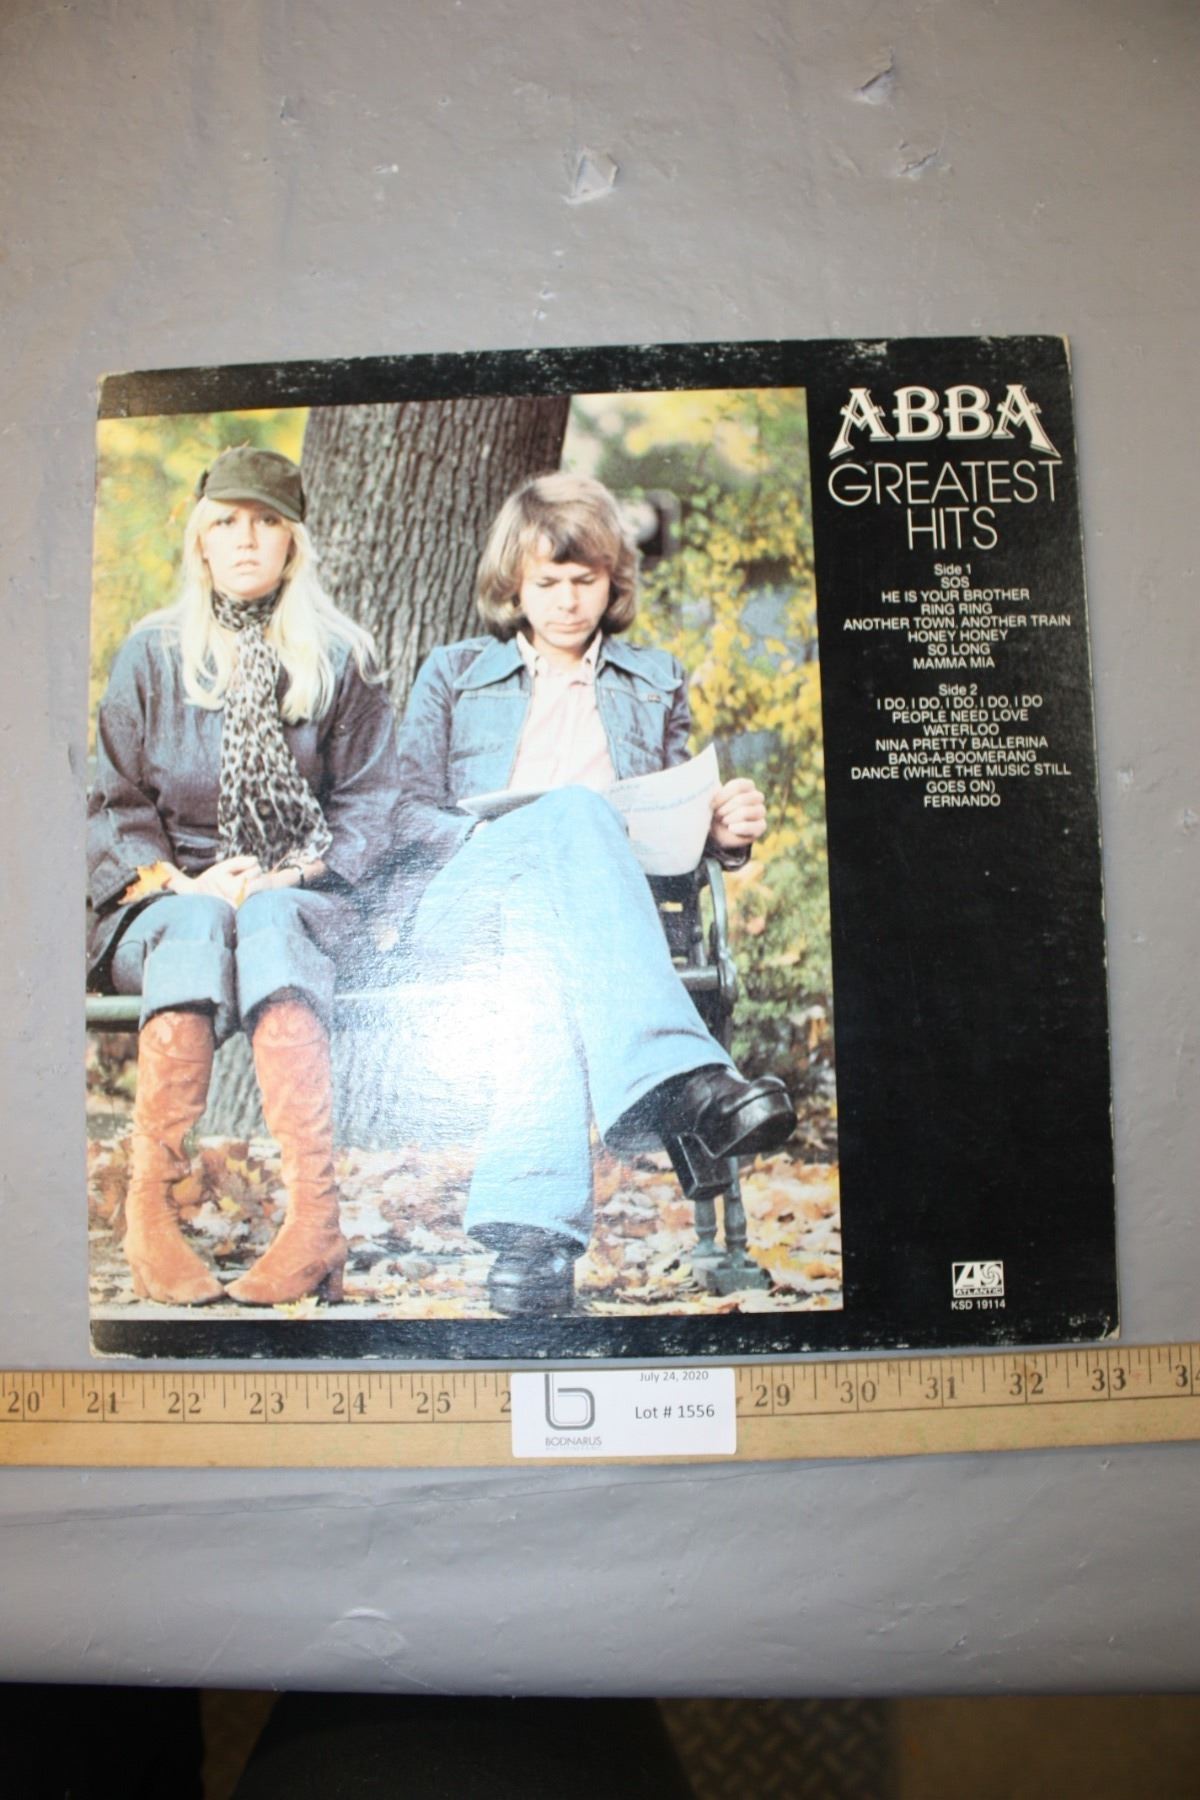 ABBA
GREATEST
HITS
Side 1
SOS
HE IS YOUR BROTHER
RING RING
ANOTHER TOWN, ANOTHER TRAIN
HONEY HONEY
SO LONG
MAMMA MIA
Side 2
I DO, I DO, I DO, I DO, I DO
PEOPLE NEED LOVE
WATERLOO
NINA PRETTY BALLERINA
BANG-A-BOOMERANG
DANCE (WHILE THE MUSIC STILL
GOES ON)
FERNANDO
ATLANTIC
KSD 19114
20 21 22 23 24 25 29 30 31 32 33 34
July 24, 2020
Lot # 1556
b
BODNARUS